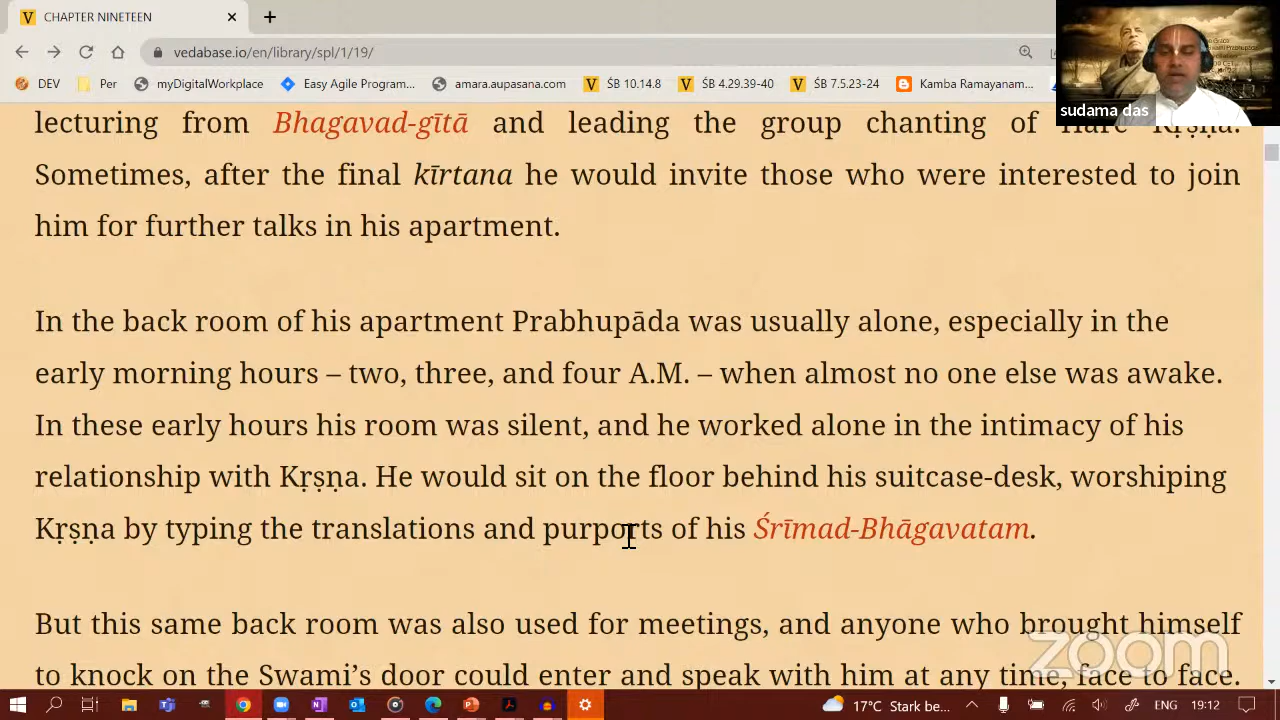 CHAPTER NINETEEN
vedabase.io/en/library/spl/1/19/
DEV Per myDigitalWorkplace Easy Agile Program... amara.aupasana.com ŚB 10.14.8 ŚB 4.29.39-40 ŚB 7.5.23-24 Kamba Ramayanam...
sudama das
lecturing from Bhagavad-gītā and leading the group chanting of Hare Kṛṣṇa.
Sometimes, after the final kīrtana he would invite those who were interested to join
him for further talks in his apartment.
In the back room of his apartment Prabhupāda was usually alone, especially in the
early morning hours – two, three, and four A.M. – when almost no one else was awake.
In these early hours his room was silent, and he worked alone in the intimacy of his
relationship with Kṛṣṇa. He would sit on the floor behind his suitcase-desk, worshiping
Kṛṣṇa by typing the translations and purports of his Śrīmad-Bhāgavatam.
But this same back room was also used for meetings, and anyone who brought himself
to knock on the Swami’s door could enter and speak with him at any time, face to face.
zoom
17°C Stark be... ENG 19:12